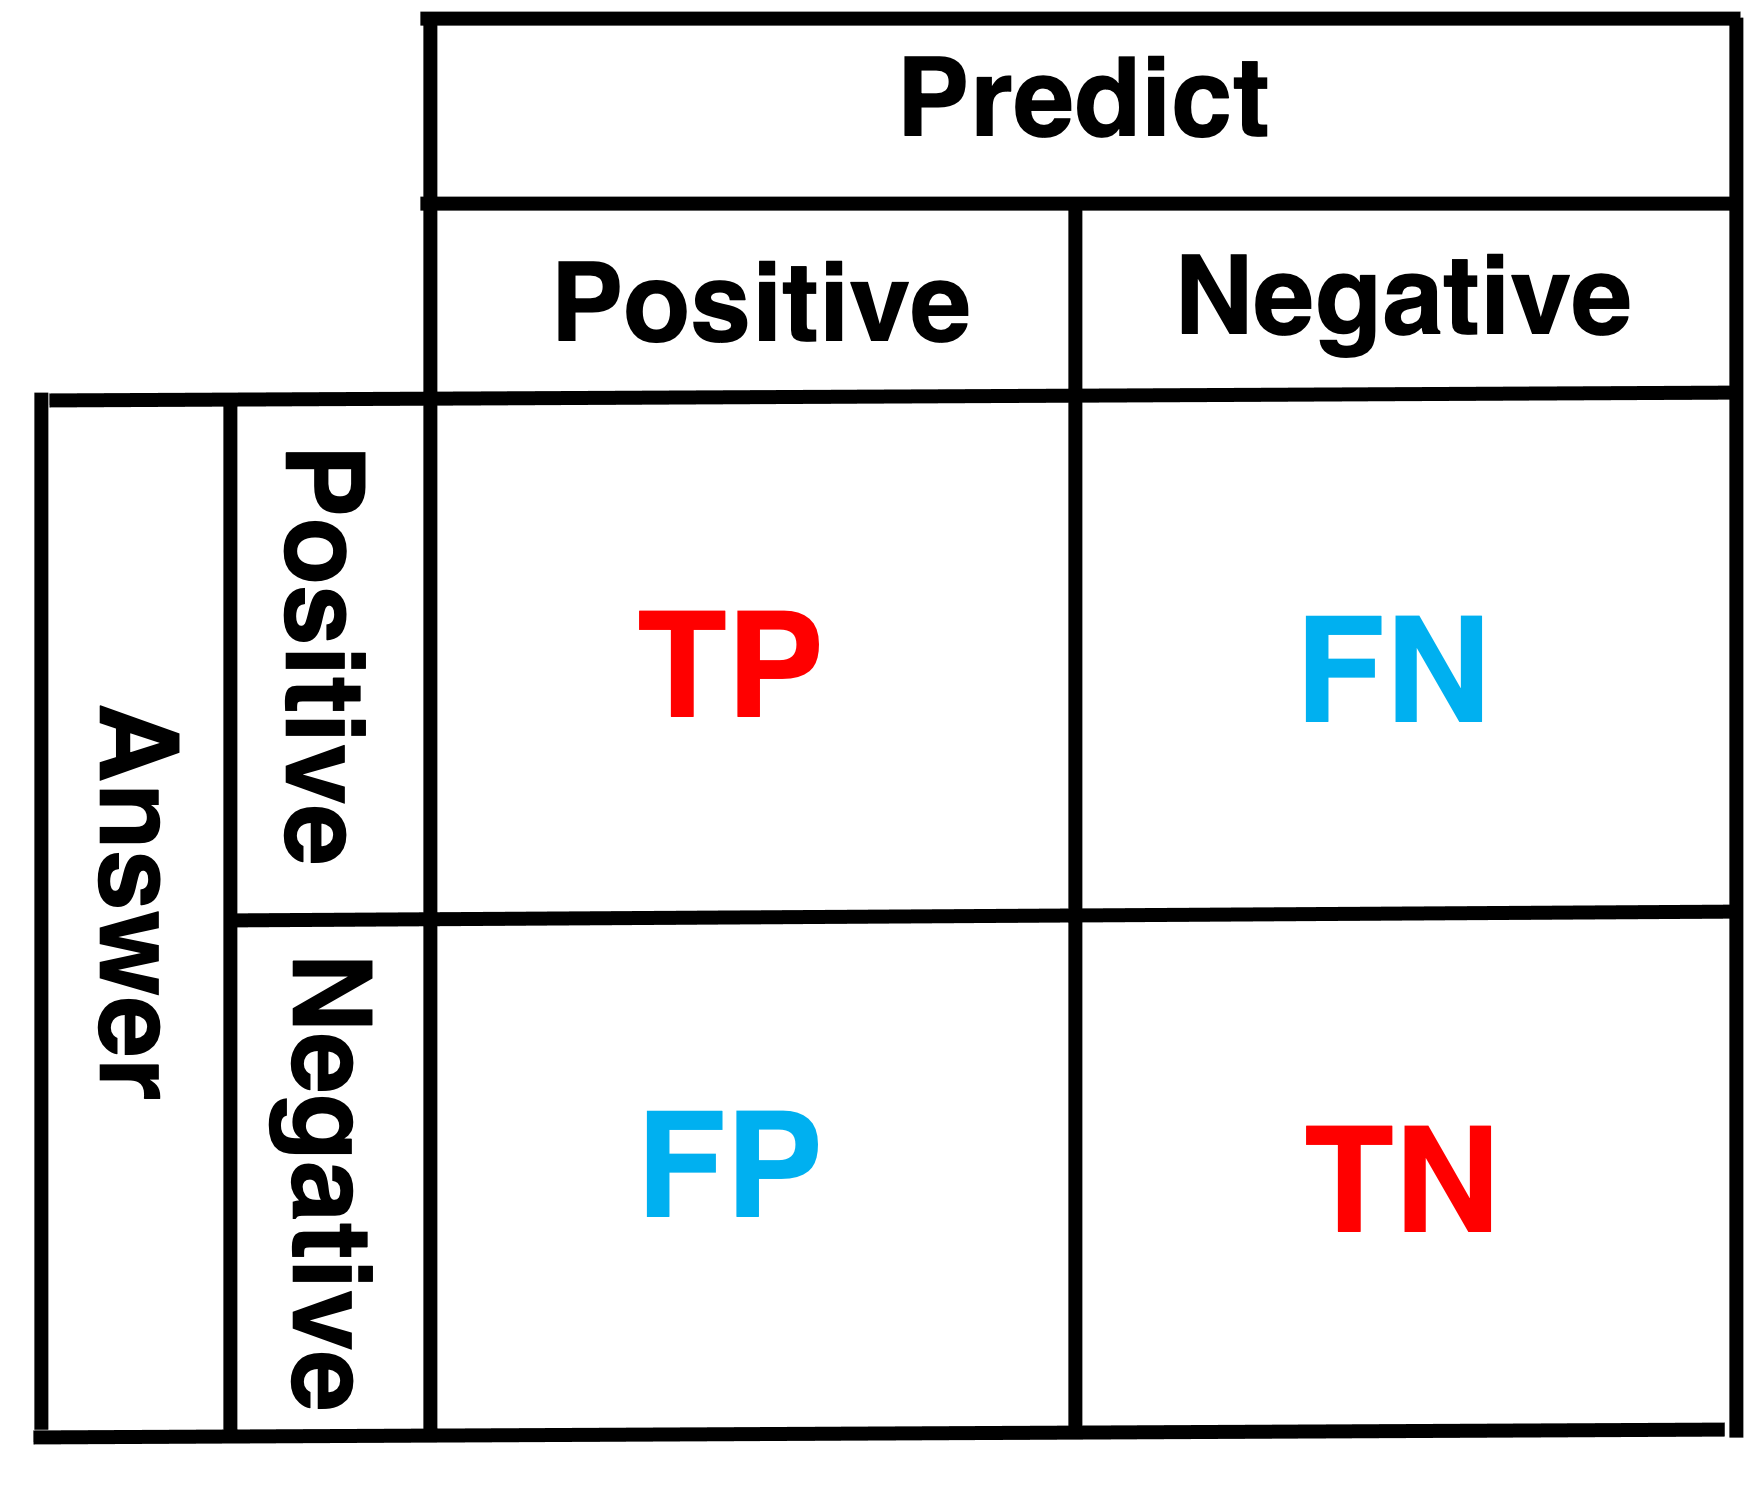 Predict
Positive Negative
Answer
Positive
TP FN
Negative
FP TN